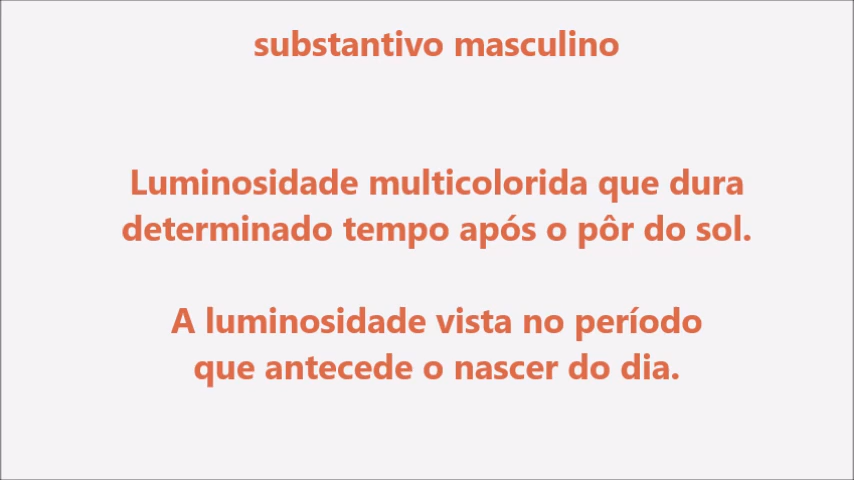 substantivo masculino
Luminosidade multicolorida que dura
determinado tempo após o pôr do sol.
A luminosidade vista no período
que antecede o nascer do dia.